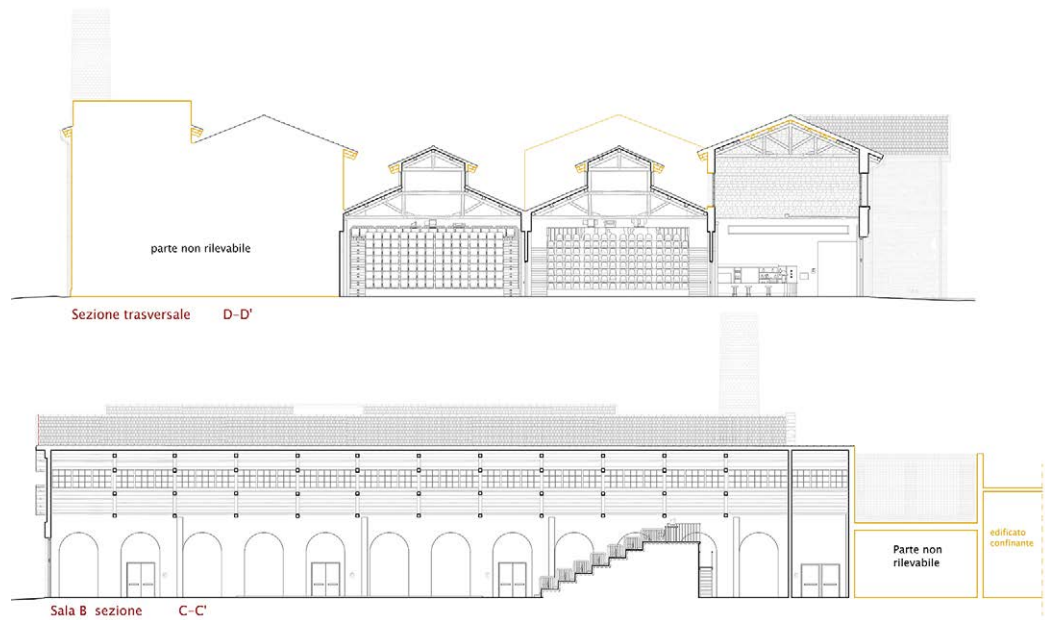 parte non rilevabile
Sezione trasversale D-D'
edificato
confinante
Parte non
rilevabile
Sala B sezione C-C'